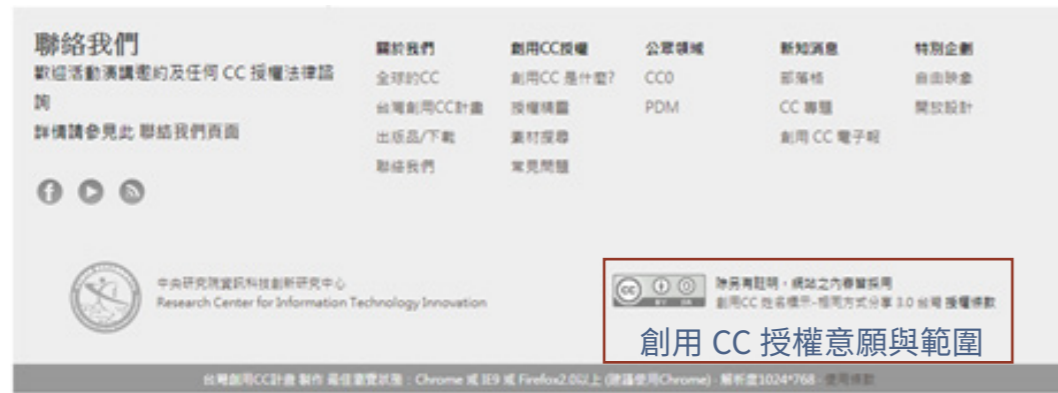 聯絡我們
歡迎活動演講邀約及任何 CC 授權法律諮
詢
詳情請參見此 聯絡我們頁面
關於我們
全球的CC
台灣創用CC計畫
出版品/下載
聯絡我們
創用CC授權
創用CC 是什麼?
授權精靈
素材搜尋
常見問題
公眾領域
CC0
PDM
新知消息
部落格
CC 專題
創用 CC 電子報
特別企劃
自由映象
開放設計
中央研究院資訊科技創新研究中心
Research Center for Information Technology Innovation
cc
BY SA
除另有註明，網站之內容皆採用
創用CC 姓名標示-相同方式分享 3.0 台灣 授權條款
創用 CC 授權意願與範圍
台灣創用CC計畫 製作 最佳瀏覽狀態：Chrome 或 IE9 或 Firefox2.0以上 (建議使用Chrome)，解析度1024*768 · 使用條款